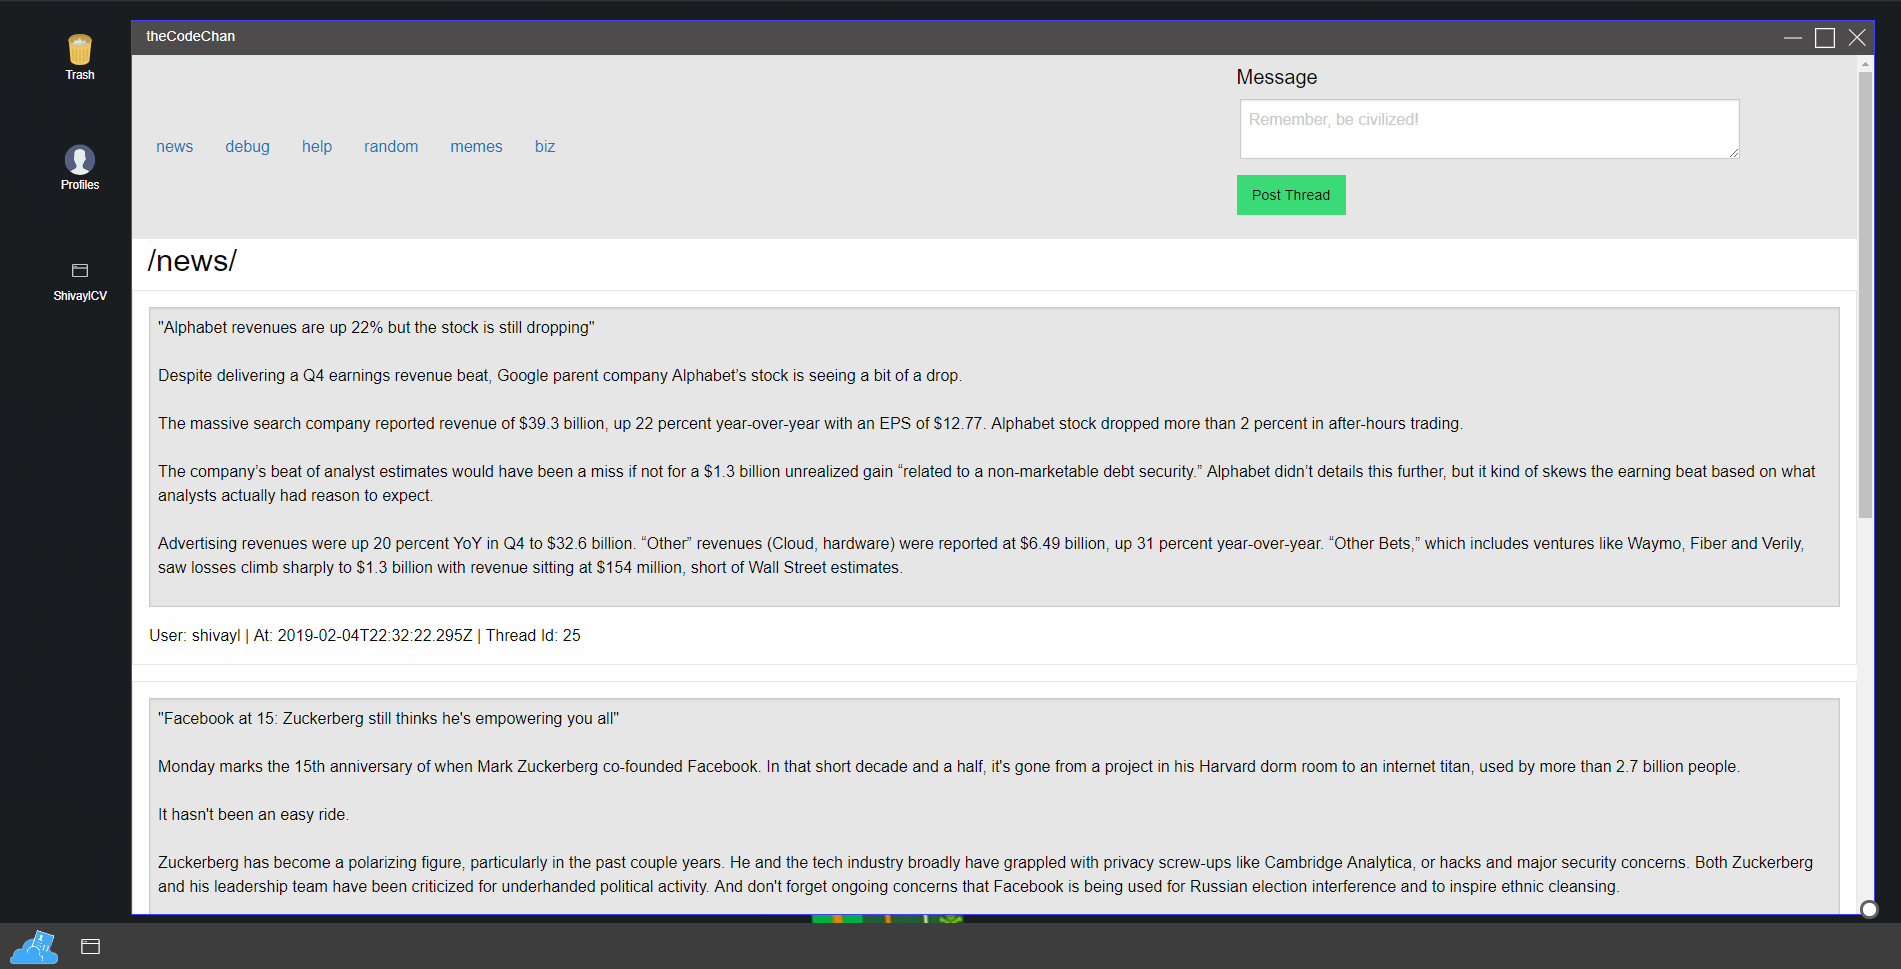 theCodeChan
Trash
Profiles
ShivaylCV
news debug help random memes biz
Message
Remember, be civilized!
Post Thread
/news/
"Alphabet revenues are up 22% but the stock is still dropping"
Despite delivering a Q4 earnings revenue beat, Google parent company Alphabet’s stock is seeing a bit of a drop.
The massive search company reported revenue of $39.3 billion, up 22 percent year-over-year with an EPS of $12.77. Alphabet stock dropped more than 2 percent in after-hours trading.
The company’s beat of analyst estimates would have been a miss if not for a $1.3 billion unrealized gain “related to a non-marketable debt security.” Alphabet didn’t details this further, but it kind of skews the earning beat based on what
analysts actually had reason to expect.
Advertising revenues were up 20 percent YoY in Q4 to $32.6 billion. “Other” revenues (Cloud, hardware) were reported at $6.49 billion, up 31 percent year-over-year. “Other Bets,” which includes ventures like Waymo, Fiber and Verily,
saw losses climb sharply to $1.3 billion with revenue sitting at $154 million, short of Wall Street estimates.
User: shivayl | At: 2019-02-04T22:32:22.295Z | Thread Id: 25
"Facebook at 15: Zuckerberg still thinks he's empowering you all"
Monday marks the 15th anniversary of when Mark Zuckerberg co-founded Facebook. In that short decade and a half, it's gone from a project in his Harvard dorm room to an internet titan, used by more than 2.7 billion people.
It hasn't been an easy ride.
Zuckerberg has become a polarizing figure, particularly in the past couple years. He and the tech industry broadly have grappled with privacy screw-ups like Cambridge Analytica, or hacks and major security concerns. Both Zuckerberg
and his leadership team have been criticized for underhanded political activity. And don't forget ongoing concerns that Facebook is being used for Russian election interference and to inspire ethnic cleansing.